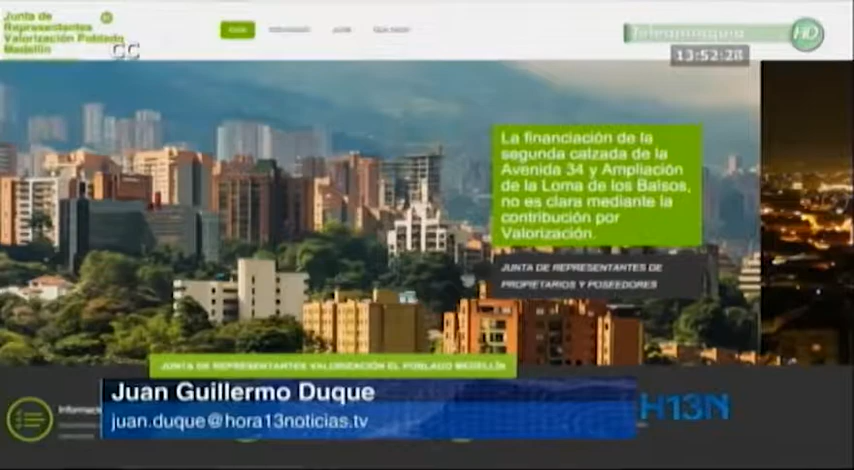 Junta de
Representantes
Valorización Poblado
Medellín
CC
Teleantioquia HD
13:52:28
La financiación de la
segunda calzada de la
Avenida 34 y Ampliación
de la Loma de los Balsos,
no es clara mediante la
contribución por
Valorización.
JUNTA DE REPRESENTANTES DE
PROPIETARIOS Y POSEEDORES
JUNTA DE REPRESENTANTES VALORIZACIÓN EL POBLADO MEDELLÍN
Juan Guillermo Duque
juan.duque@hora13noticias.tv
H13N